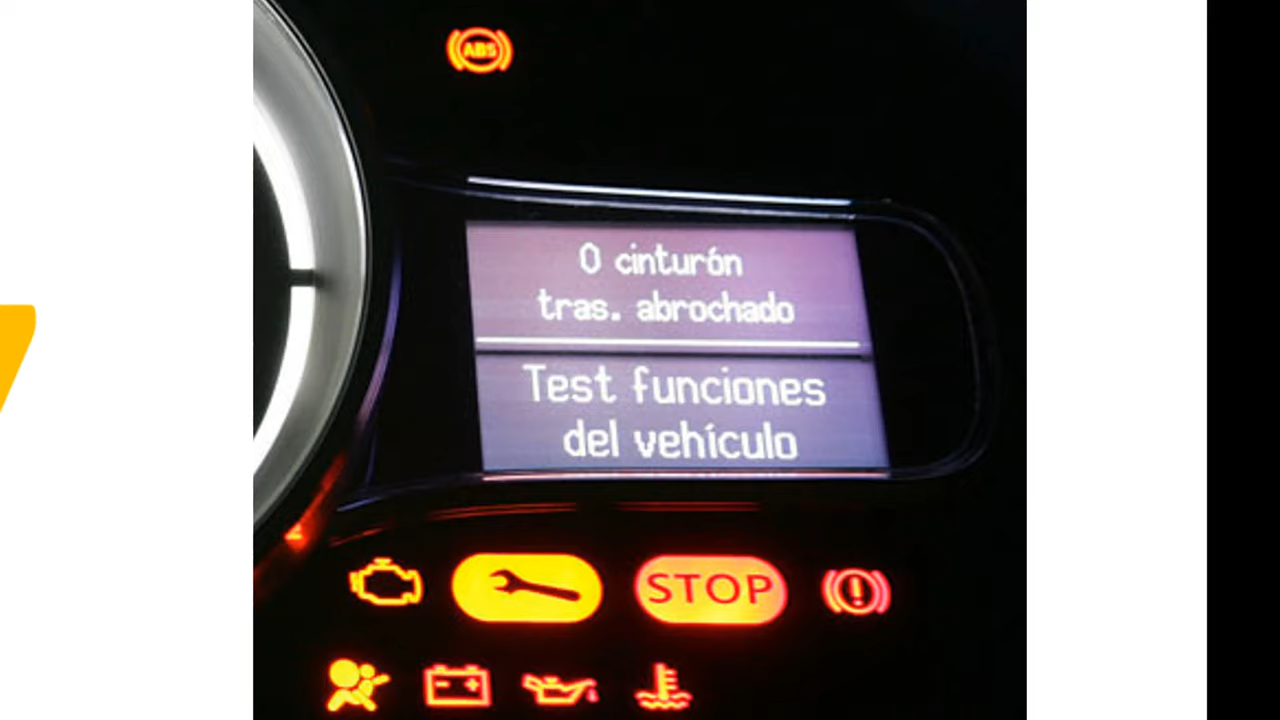 ABS
0 cinturón
tras. abrochado
Test funciones
del vehículo
STOP